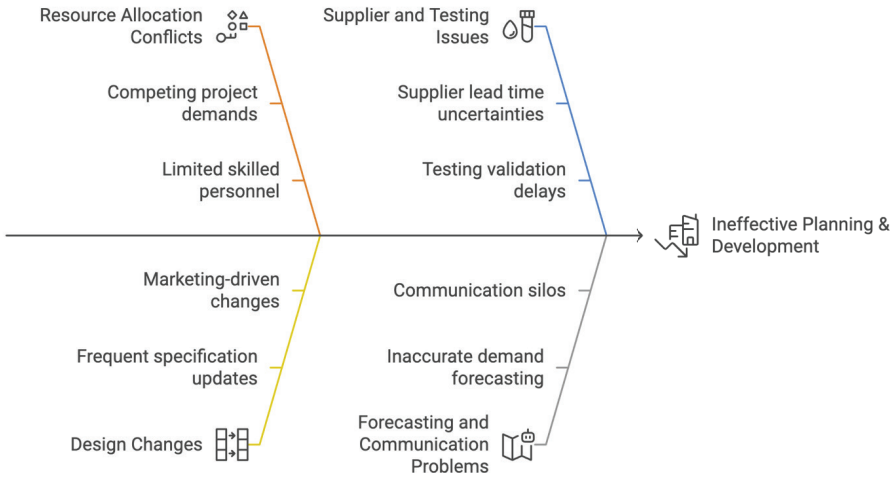 Resource Allocation
Conflicts
Competing project
demands
Limited skilled
personnel
Supplier and Testing
Issues
Supplier lead time
uncertainties
Testing validation
delays
Ineffective Planning &
Development
Marketing-driven
changes
Frequent specification
updates
Design Changes
Communication silos
Inaccurate demand
forecasting
Forecasting and
Communication
Problems